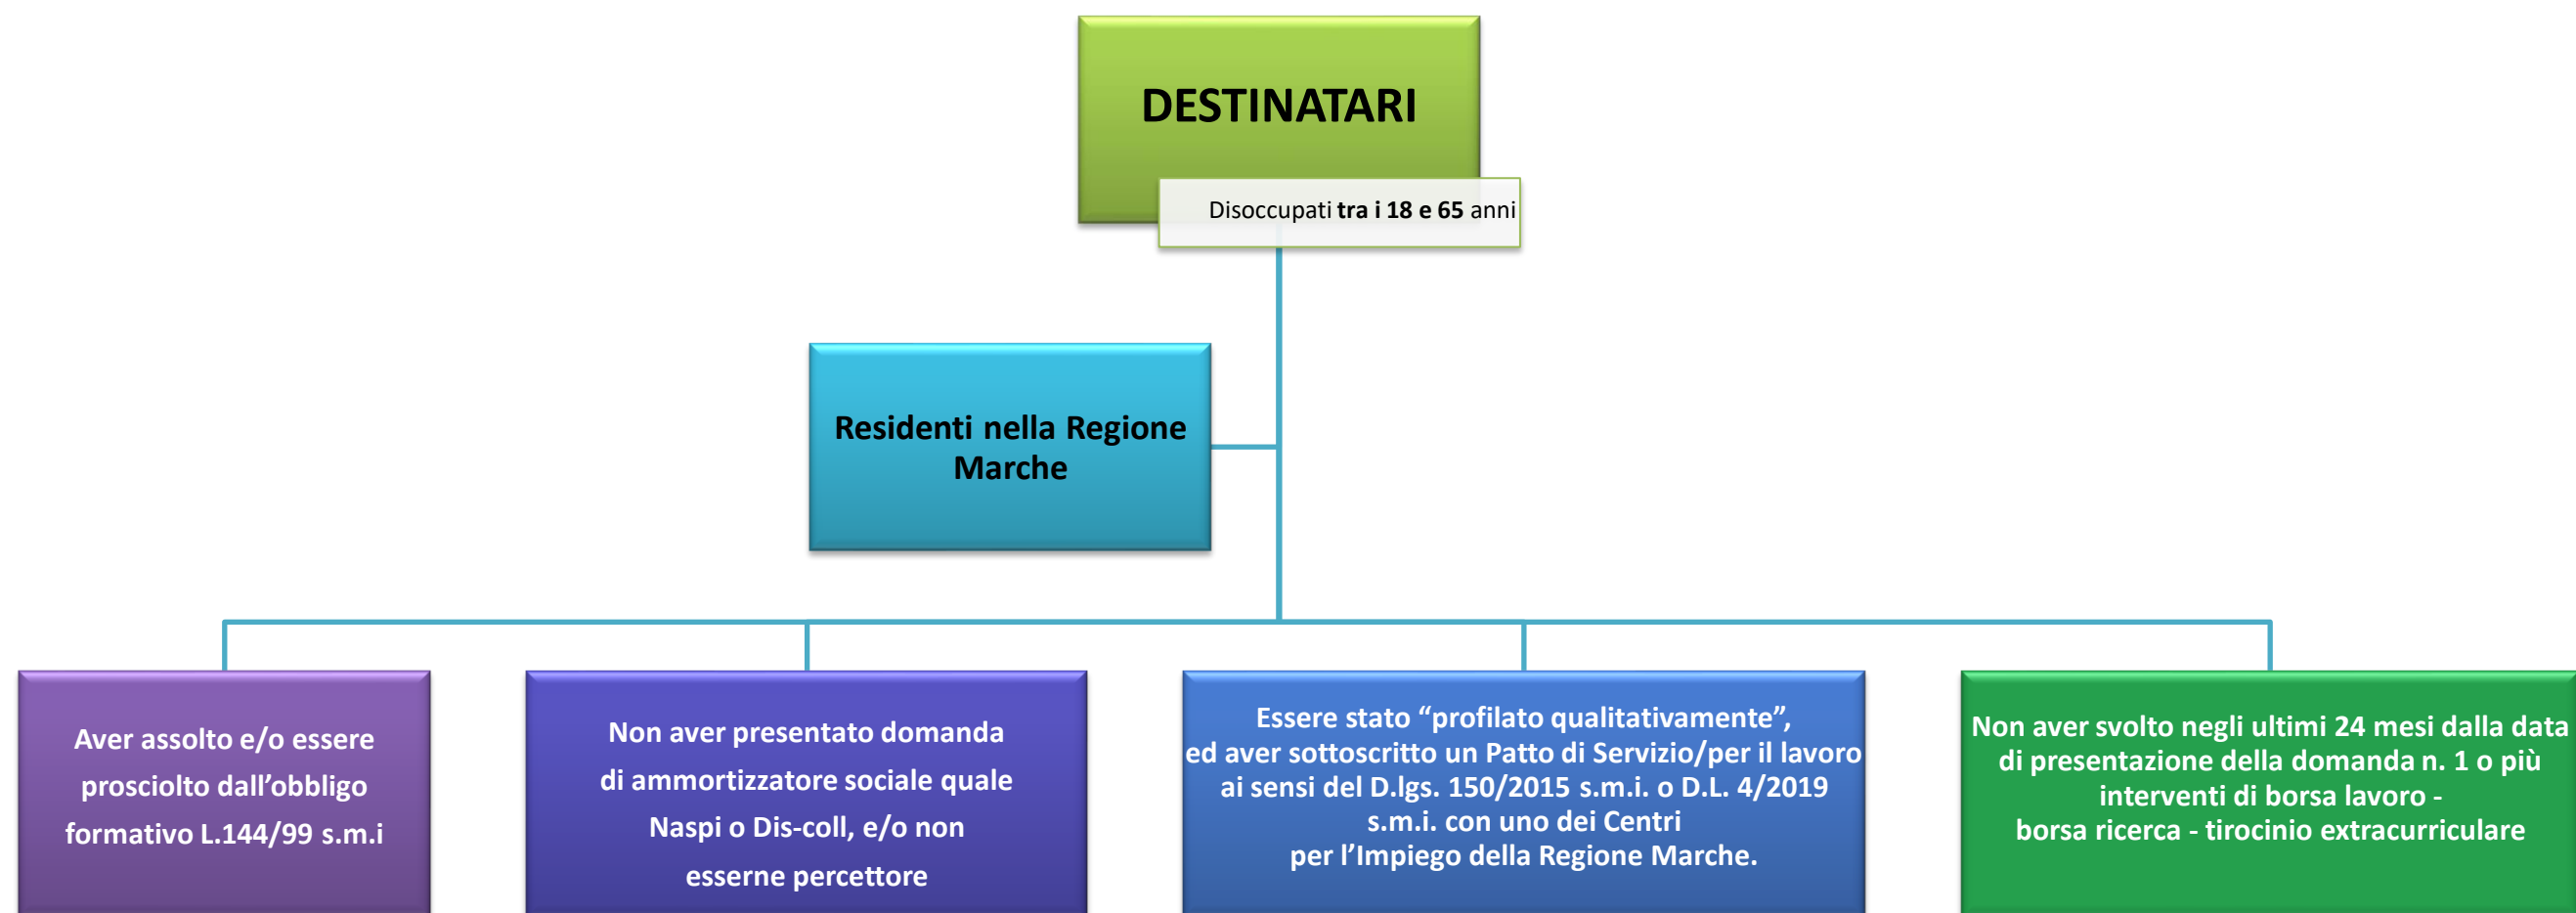 DESTINATARI
Disoccupati tra i 18 e 65 anni
Residenti nella Regione
Marche
Aver assolto e/o essere
prosciolto dall’obbligo
formativo L.144/99 s.m.i
Non aver presentato domanda
di ammortizzatore sociale quale
Naspi o Dis-coll, e/o non
esserne percettore
Essere stato “profilato qualitativamente”,
ed aver sottoscritto un Patto di Servizio/per il lavoro
ai sensi del D.lgs. 150/2015 s.m.i. o D.L. 4/2019
s.m.i. con uno dei Centri
per l’Impiego della Regione Marche.
Non aver svolto negli ultimi 24 mesi dalla data
di presentazione della domanda n. 1 o più
interventi di borsa lavoro -
borsa ricerca - tirocinio extracurriculare